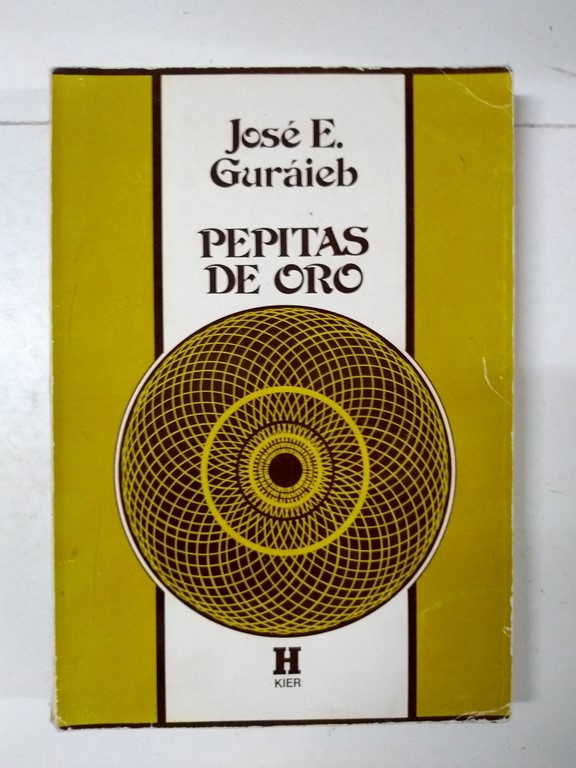 José E.
Guráieb
PEPITAS
DE ORO
H
KIER